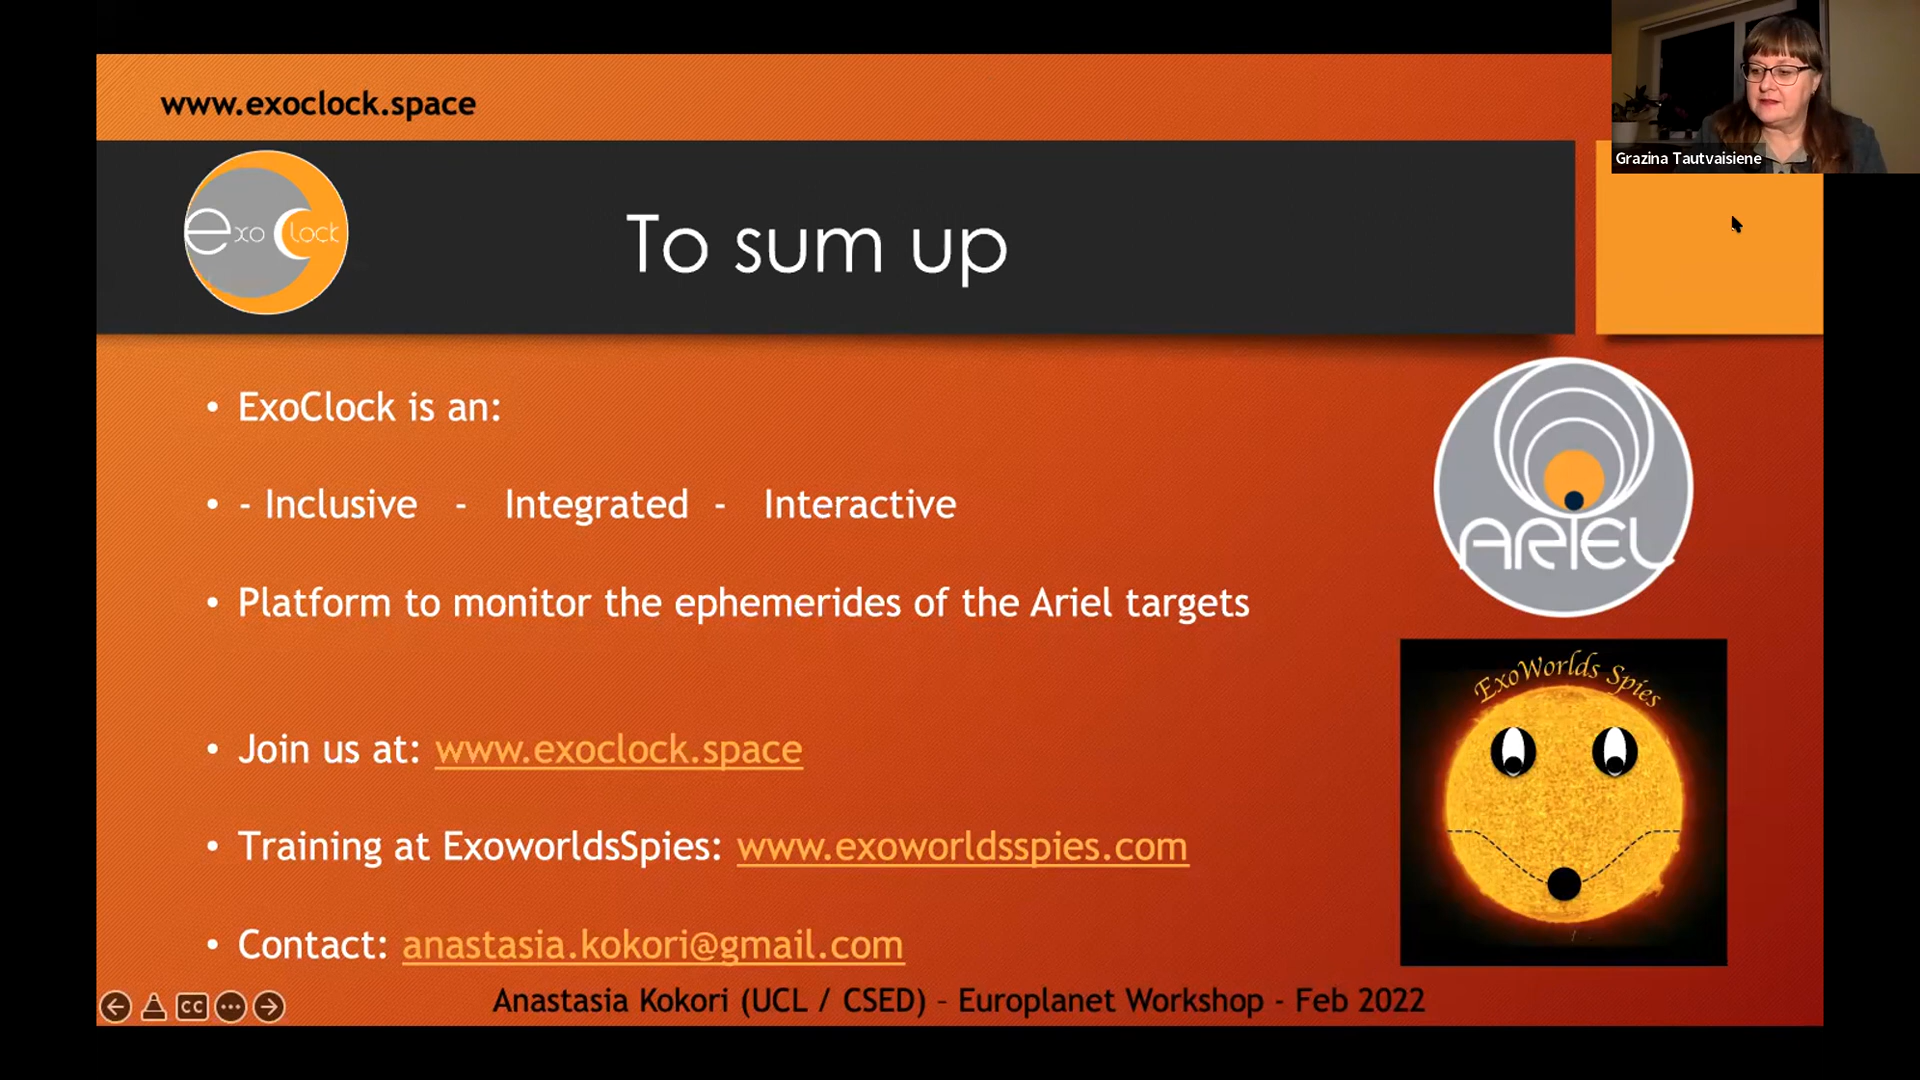 www.exoclock.space
Grazina Tautvaisiene
exo Clock
To sum up
• ExoClock is an:
• - Inclusive - Integrated - Interactive
• Platform to monitor the ephemerides of the Ariel targets
ARIEL
ExoWorlds Spies
• Join us at: www.exoclock.space
• Training at ExoworldsSpies: www.exoworldsspies.com
• Contact: anastasia.kokori@gmail.com
CC
Anastasia Kokori (UCL / CSED) – Europlanet Workshop - Feb 2022